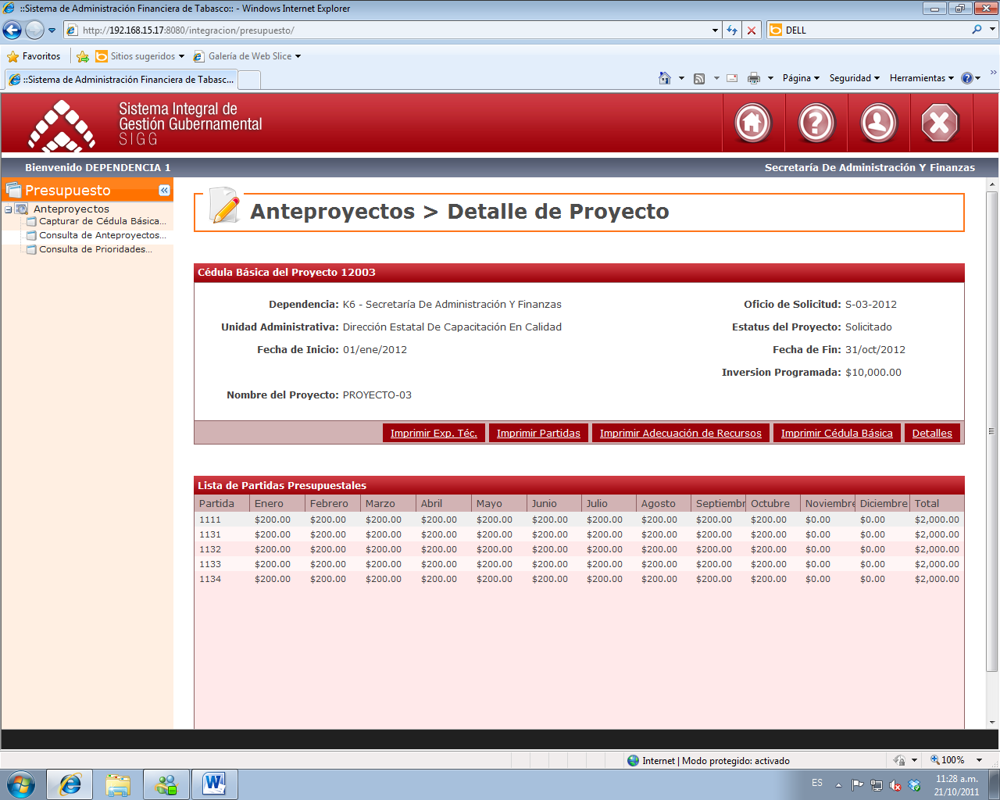 ::Sistema de Administración Financiera de Tabasco:: - Windows Internet Explorer
http://192.168.15.17:8080/integracion/presupuesto/
DELL
Favoritos
Sitios sugeridos
Galería de Web Slice
::Sistema de Administración Financiera de Tabasc...
Página
Seguridad
Herramientas
Sistema Integral de
Gestión Gubernamental
SIGG
Bienvenido DEPENDENCIA 1
Secretaría De Administración Y Finanzas
Presupuesto
Anteproyectos
Capturar de Cédula Básica...
Consulta de Anteproyectos...
Consulta de Prioridades...
Anteproyectos > Detalle de Proyecto
Cédula Básica del Proyecto 12003
Dependencia: K6 - Secretaría De Administración Y Finanzas
Oficio de Solicitud: S-03-2012
Unidad Administrativa: Dirección Estatal De Capacitación En Calidad
Estatus del Proyecto: Solicitado
Fecha de Inicio: 01/ene/2012
Fecha de Fin: 31/oct/2012
Inversion Programada: $10,000.00
Nombre del Proyecto: PROYECTO-03
Imprimir Exp. Téc. Imprimir Partidas Imprimir Adecuación de Recursos Imprimir Cédula Básica Detalles
Lista de Partidas Presupuestales
Partida Enero Febrero Marzo Abril Mayo Junio Julio Agosto Septiembr Octubre Noviembre Diciembre Total
1111 $200.00 $200.00 $200.00 $200.00 $200.00 $200.00 $200.00 $200.00 $200.00 $200.00 $0.00 $0.00 $2,000.00
1131 $200.00 $200.00 $200.00 $200.00 $200.00 $200.00 $200.00 $200.00 $200.00 $200.00 $0.00 $0.00 $2,000.00
1132 $200.00 $200.00 $200.00 $200.00 $200.00 $200.00 $200.00 $200.00 $200.00 $200.00 $0.00 $0.00 $2,000.00
1133 $200.00 $200.00 $200.00 $200.00 $200.00 $200.00 $200.00 $200.00 $200.00 $200.00 $0.00 $0.00 $2,000.00
1134 $200.00 $200.00 $200.00 $200.00 $200.00 $200.00 $200.00 $200.00 $200.00 $200.00 $0.00 $0.00 $2,000.00
Internet | Modo protegido: activado
100%
ES
11:28 a.m.
21/10/2011